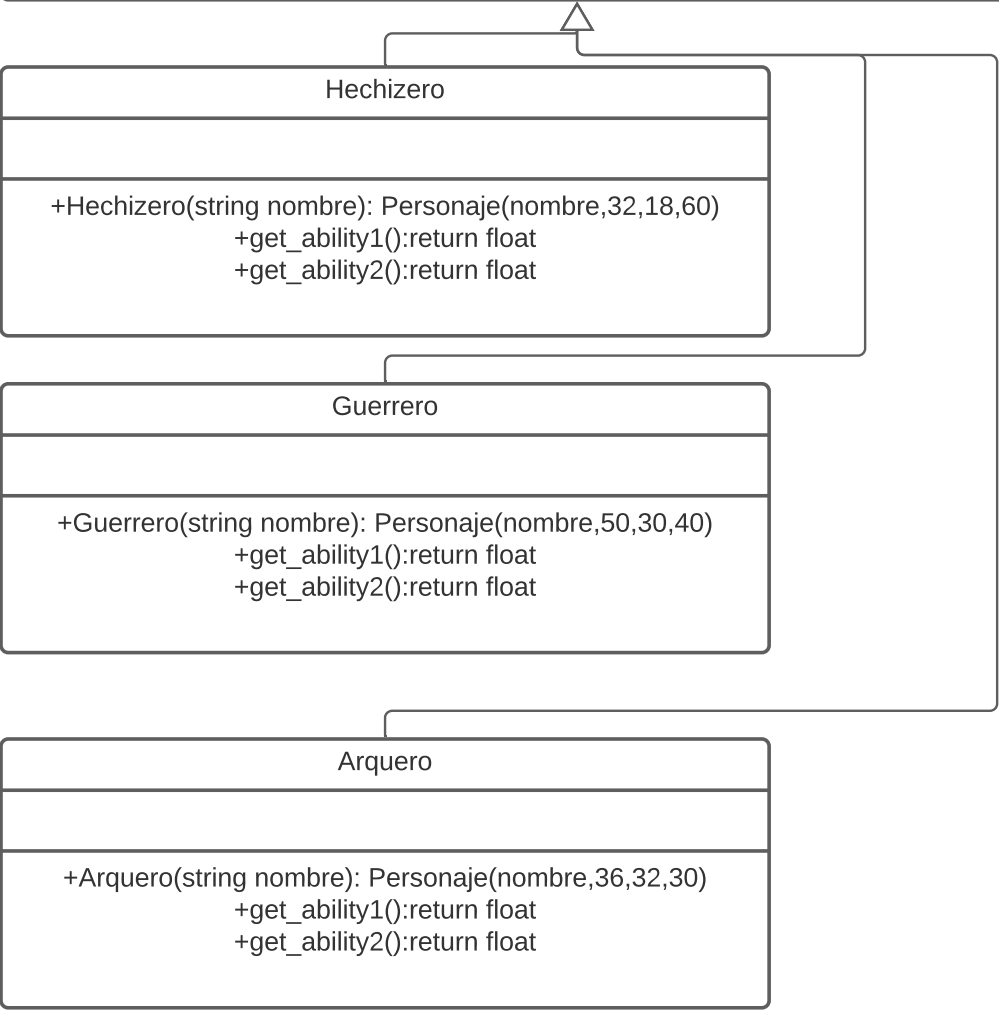 Hechizero
+Hechizero(string nombre): Personaje(nombre,32,18,60)
+get_ability1():return float
+get_ability2():return float
Guerrero
+Guerrero(string nombre): Personaje(nombre,50,30,40)
+get_ability1():return float
+get_ability2():return float
Arquero
+Arquero(string nombre): Personaje(nombre,36,32,30)
+get_ability1():return float
+get_ability2():return float